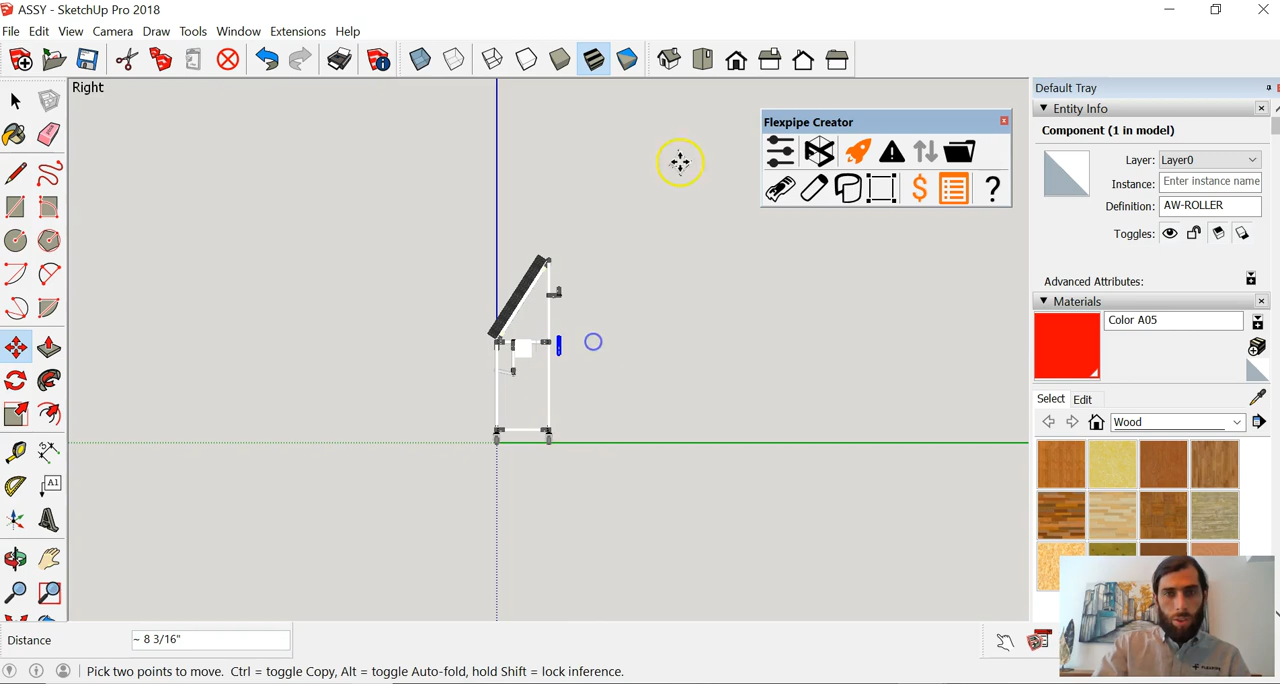 ASSY - SketchUp Pro 2018
File Edit View Camera Draw Tools Window Extensions Help
Right
Default Tray
Entity Info
Component (1 in model)
Layer: Layer0
Instance: Enter instance name
Definition: AW-ROLLER
Toggles:
Advanced Attributes:
Materials
Color A05
Select Edit
Wood
Flexpipe Creator
$ ?
A1
Distance ~ 8 3/16"
Pick two points to move. Ctrl = toggle Copy, Alt = toggle Auto-fold, hold Shift = lock inference.